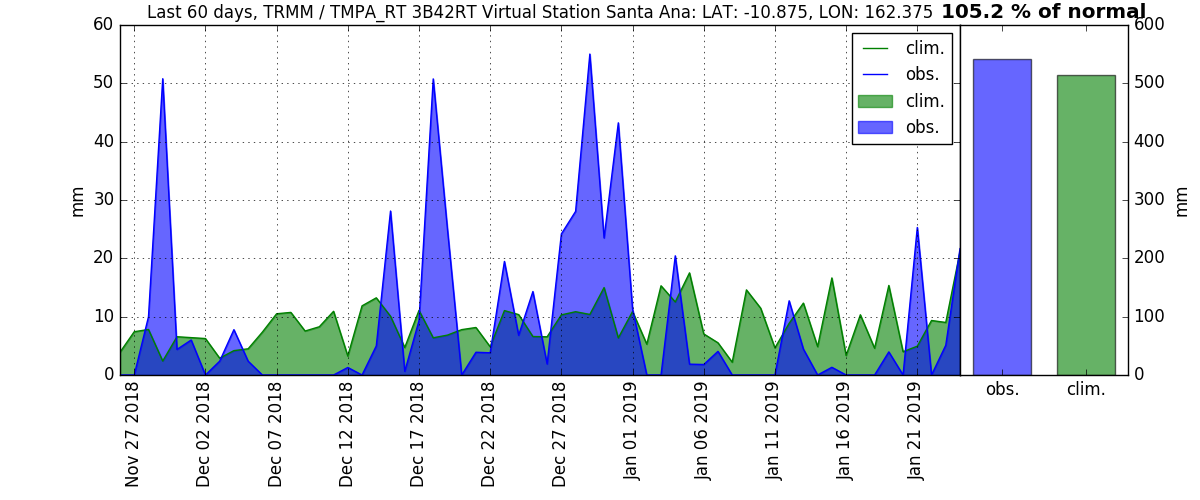 Last 60 days, TRMM / TMPA_RT 3B42RT Virtual Station Santa Ana: LAT: -10.875, LON: 162.375 105.2 % of normal
60
50
40
30
20
10
0
mm
clim.
obs.
clim.
obs.
Nov 27 2018
Dec 02 2018
Dec 07 2018
Dec 12 2018
Dec 17 2018
Dec 22 2018
Dec 27 2018
Jan 01 2019
Jan 06 2019
Jan 11 2019
Jan 16 2019
Jan 21 2019
600
500
400
300
200
100
0
mm
obs.
clim.